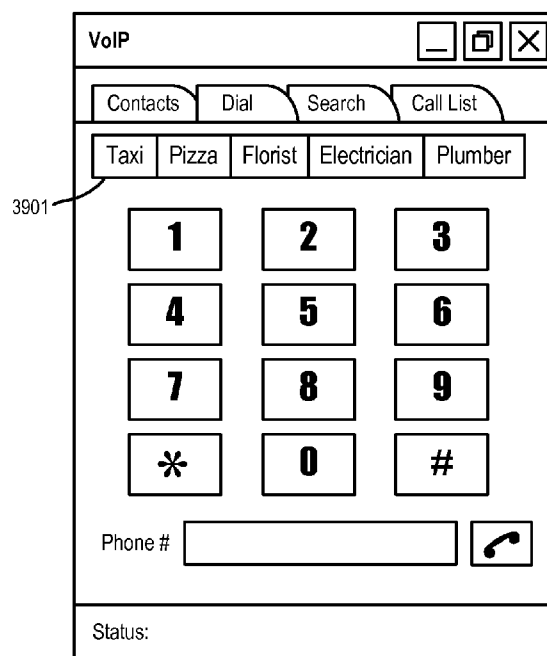 VoIP
Contacts Dial Search Call List
Taxi Pizza Florist Electrician Plumber
3901
1 2 3
4 5 6
7 8 9
* 0 #
Phone #
Status: